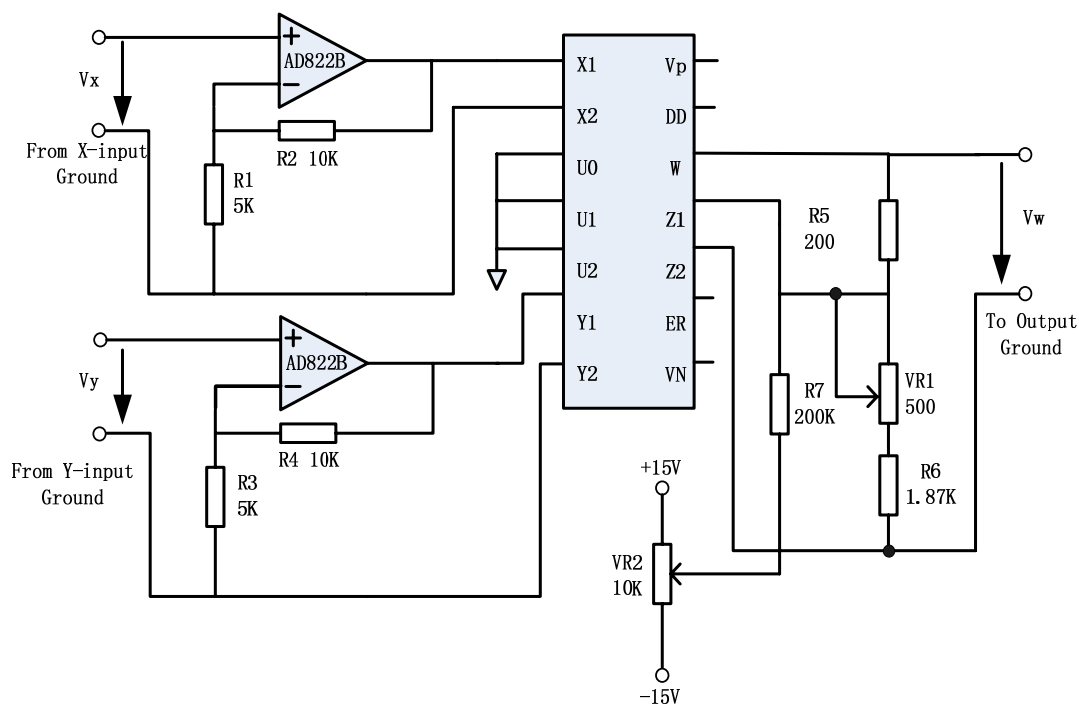 Vx
From X-input
Ground
+
AD822B
−
R2 10K
R1
5K
Vy
From Y-input
Ground
+
AD822B
−
R4 10K
R3
5K
X1
X2
U0
U1
U2
Y1
Y2
Vp
DD
W
Z1
Z2
ER
VN
R5
200
Vw
To Output
Ground
VR1
500
R7
200K
R6
1.87K
+15V
VR2
10K
-15V